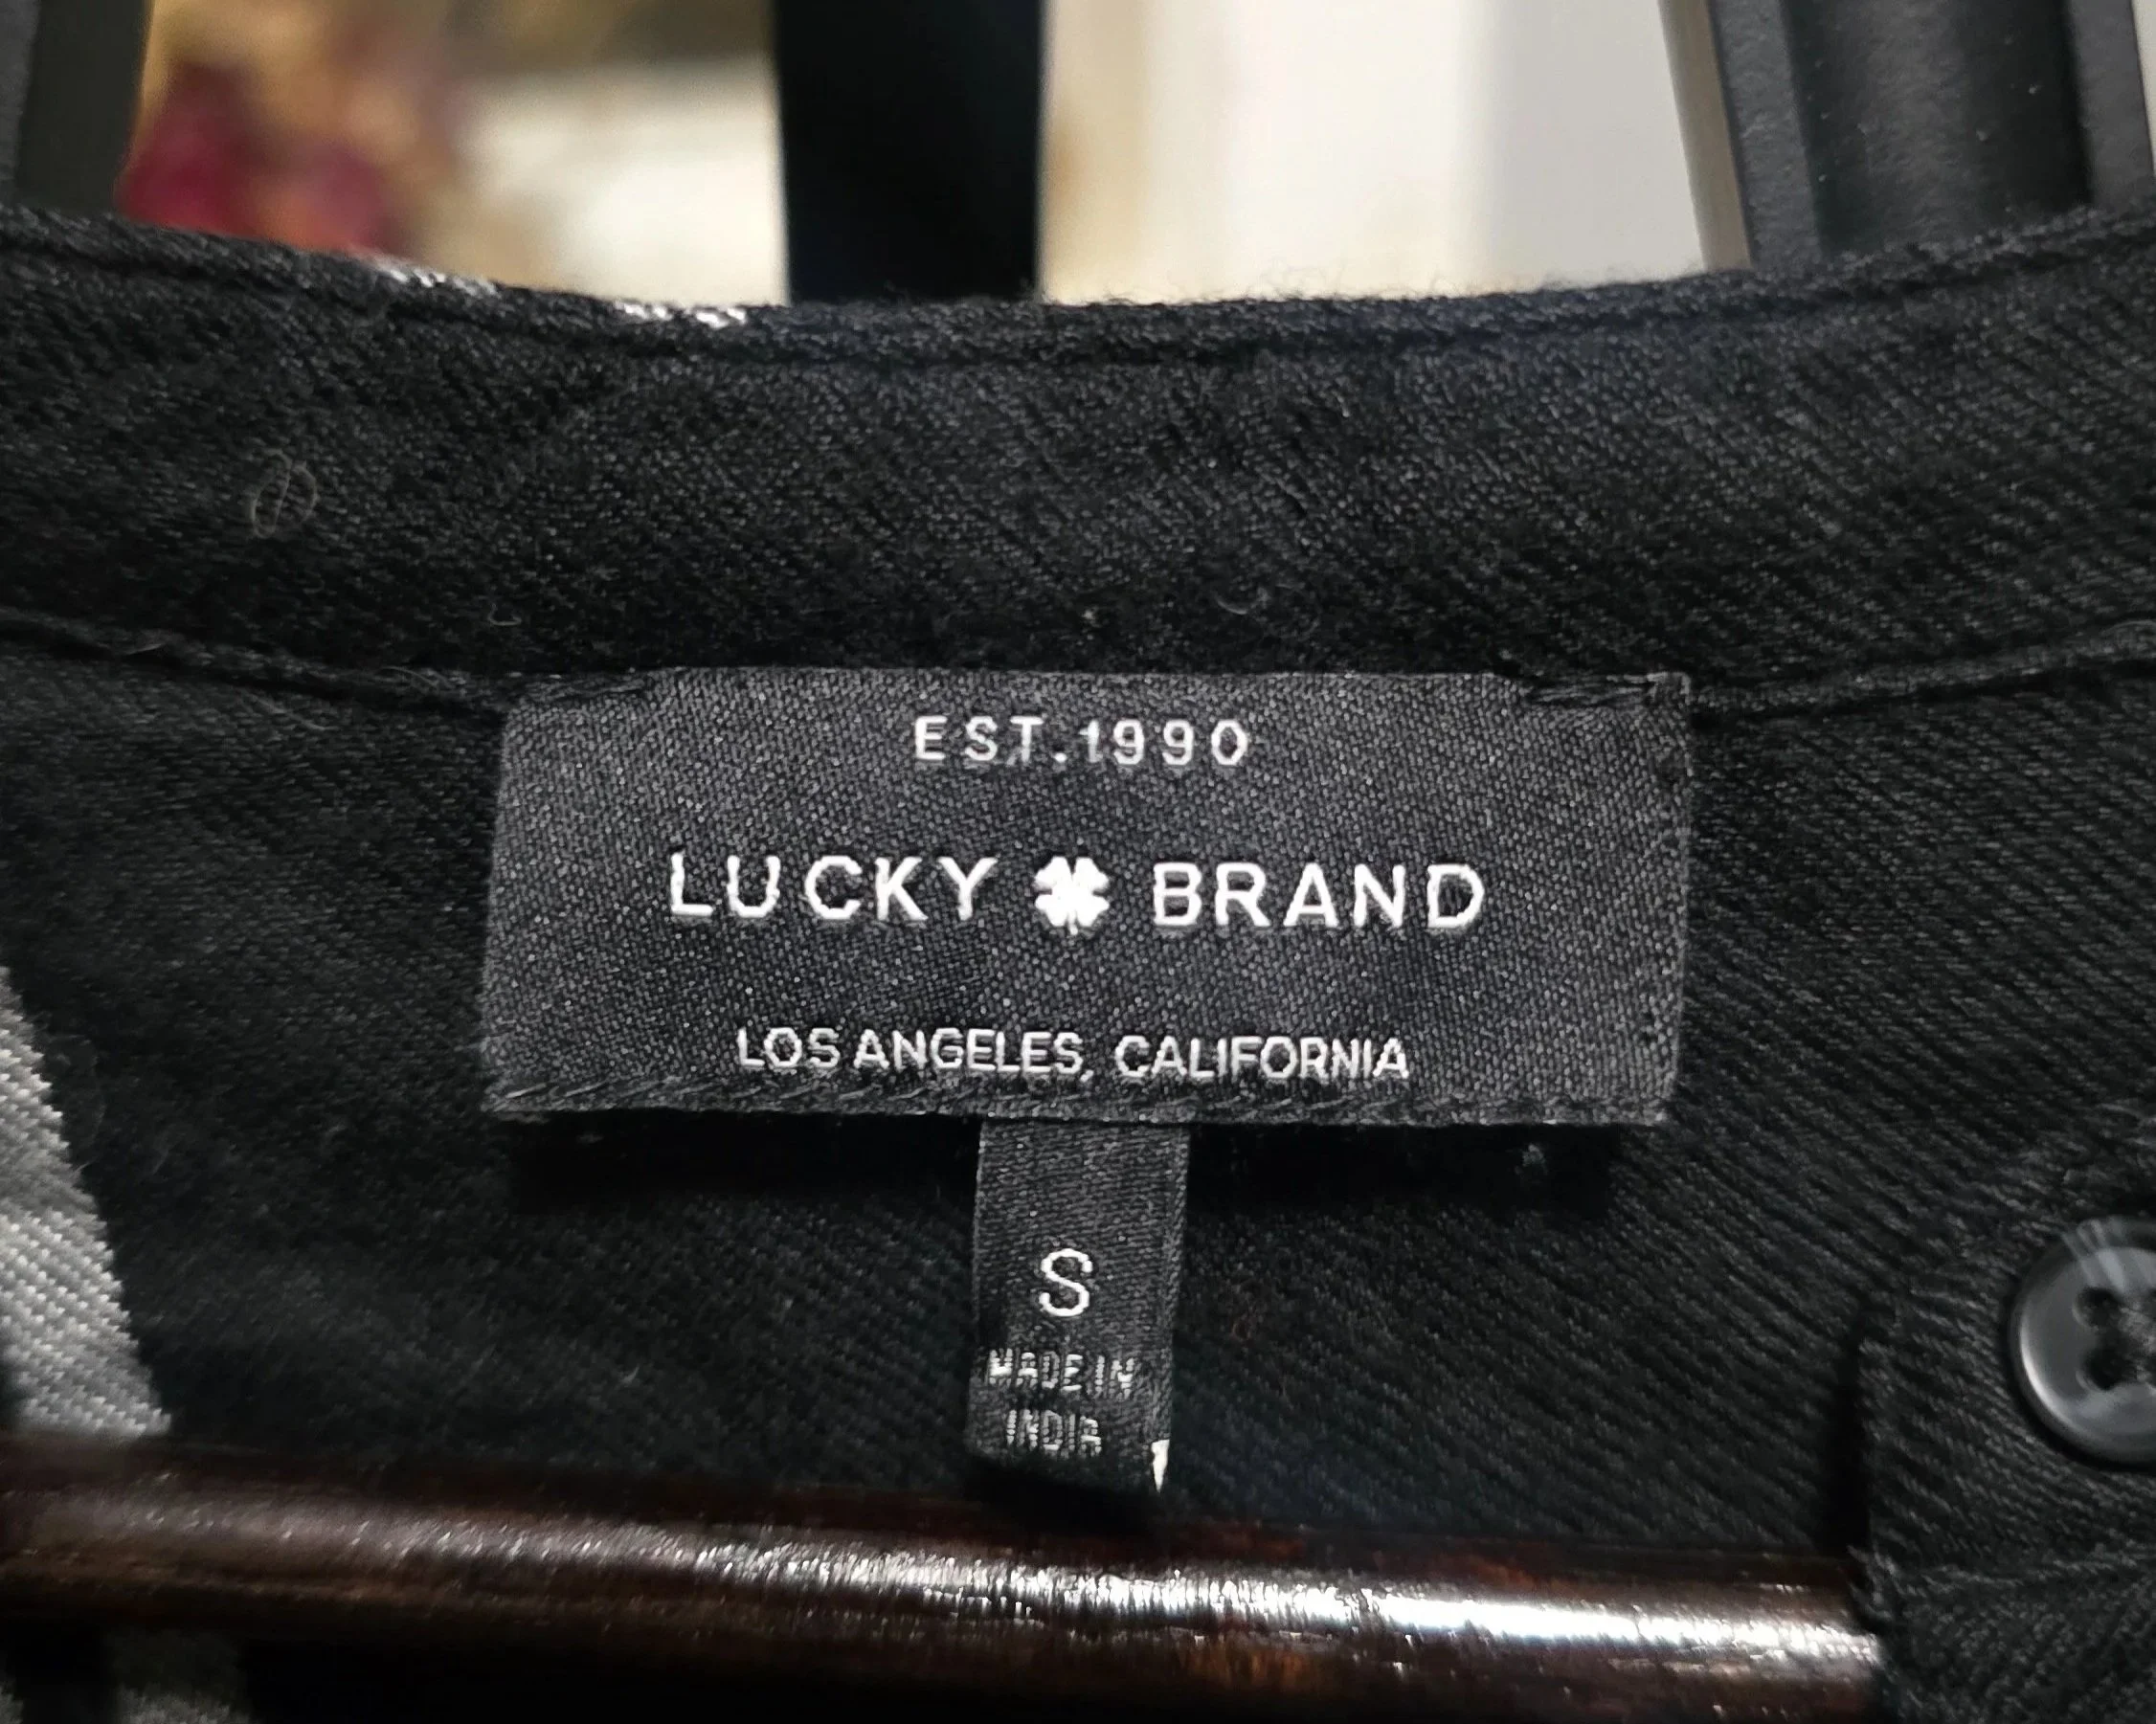 EST.1990
LUCKY BRAND
LOS ANGELES, CALIFORNIA
S
MADE IN
INDIA